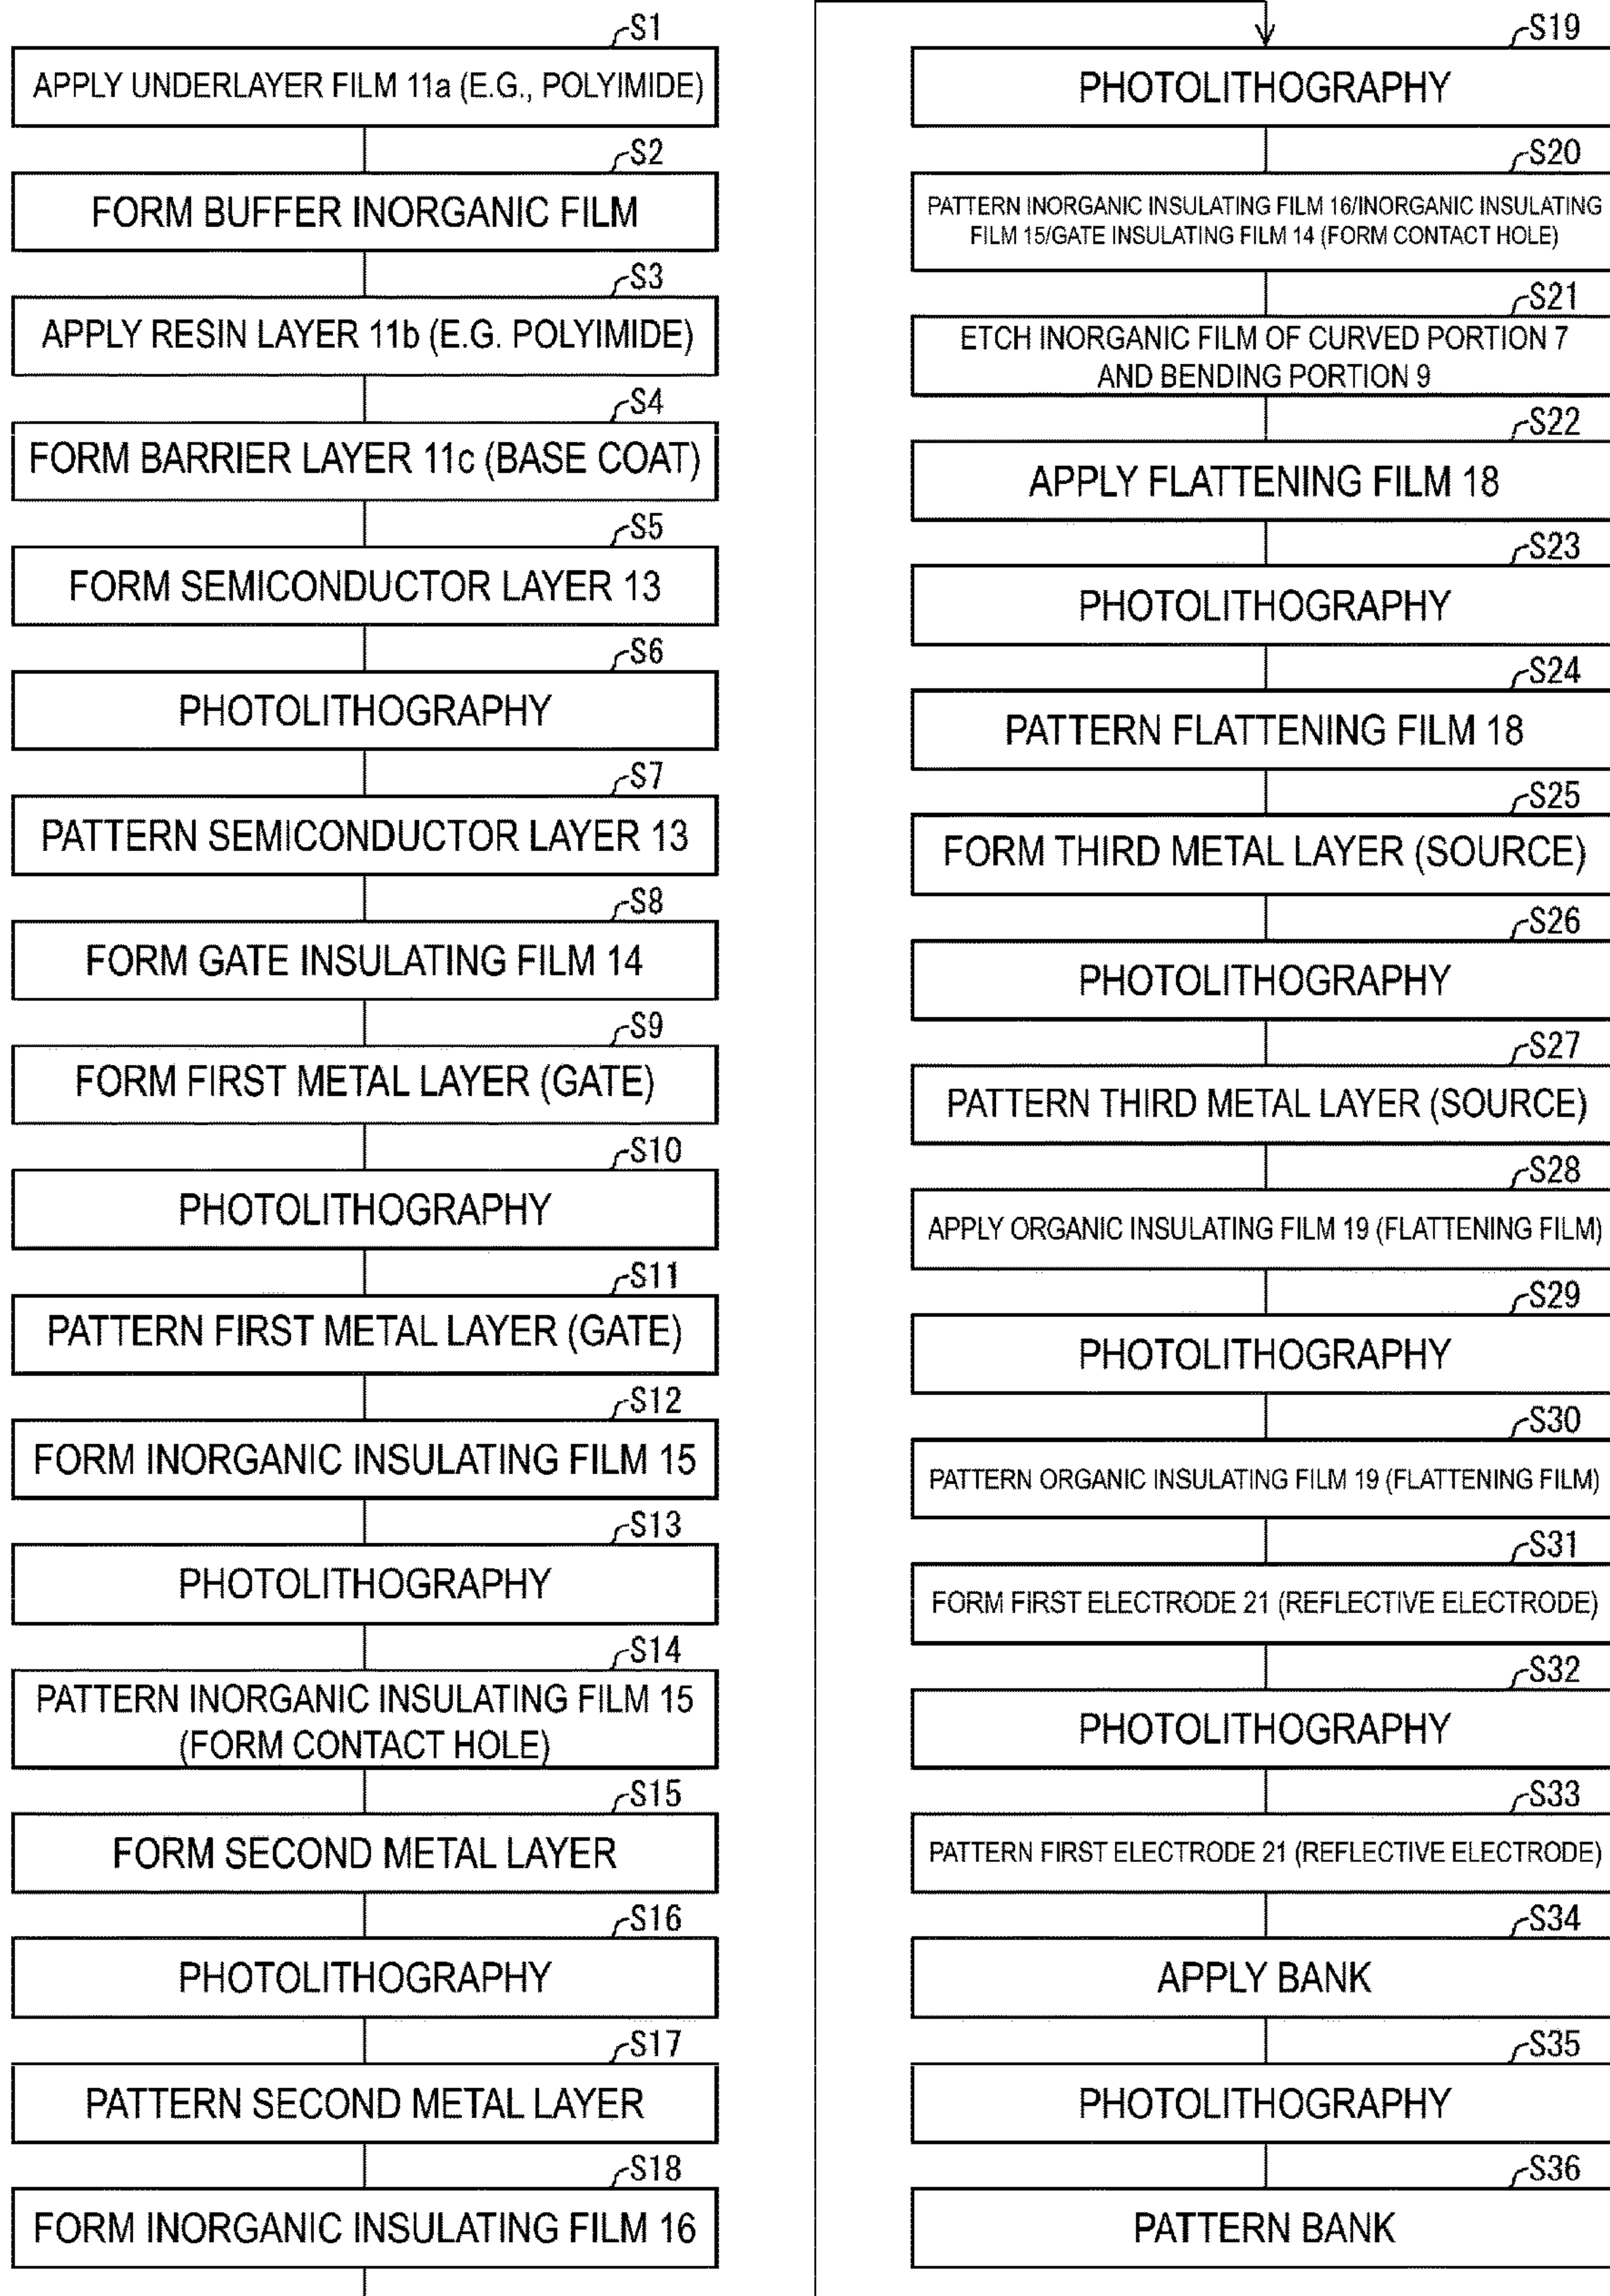 S1
APPLY UNDERLAYER FILM 11a (E.G., POLYIMIDE)
S2
FORM BUFFER INORGANIC FILM
S3
APPLY RESIN LAYER 11b (E.G. POLYIMIDE)
S4
FORM BARRIER LAYER 11c (BASE COAT)
S5
FORM SEMICONDUCTOR LAYER 13
S6
PHOTOLITHOGRAPHY
S7
PATTERN SEMICONDUCTOR LAYER 13
S8
FORM GATE INSULATING FILM 14
S9
FORM FIRST METAL LAYER (GATE)
S10
PHOTOLITHOGRAPHY
S11
PATTERN FIRST METAL LAYER (GATE)
S12
FORM INORGANIC INSULATING FILM 15
S13
PHOTOLITHOGRAPHY
S14
PATTERN INORGANIC INSULATING FILM 15
(FORM CONTACT HOLE)
S15
FORM SECOND METAL LAYER
S16
PHOTOLITHOGRAPHY
S17
PATTERN SECOND METAL LAYER
S18
FORM INORGANIC INSULATING FILM 16
S19
PHOTOLITHOGRAPHY
S20
PATTERN INORGANIC INSULATING FILM 16/INORGANIC INSULATING
FILM 15/GATE INSULATING FILM 14 (FORM CONTACT HOLE)
S21
ETCH INORGANIC FILM OF CURVED PORTION 7
AND BENDING PORTION 9
S22
APPLY FLATTENING FILM 18
S23
PHOTOLITHOGRAPHY
S24
PATTERN FLATTENING FILM 18
S25
FORM THIRD METAL LAYER (SOURCE)
S26
PHOTOLITHOGRAPHY
S27
PATTERN THIRD METAL LAYER (SOURCE)
S28
APPLY ORGANIC INSULATING FILM 19 (FLATTENING FILM)
S29
PHOTOLITHOGRAPHY
S30
PATTERN ORGANIC INSULATING FILM 19 (FLATTENING FILM)
S31
FORM FIRST ELECTRODE 21 (REFLECTIVE ELECTRODE)
S32
PHOTOLITHOGRAPHY
S33
PATTERN FIRST ELECTRODE 21 (REFLECTIVE ELECTRODE)
S34
APPLY BANK
S35
PHOTOLITHOGRAPHY
S36
PATTERN BANK